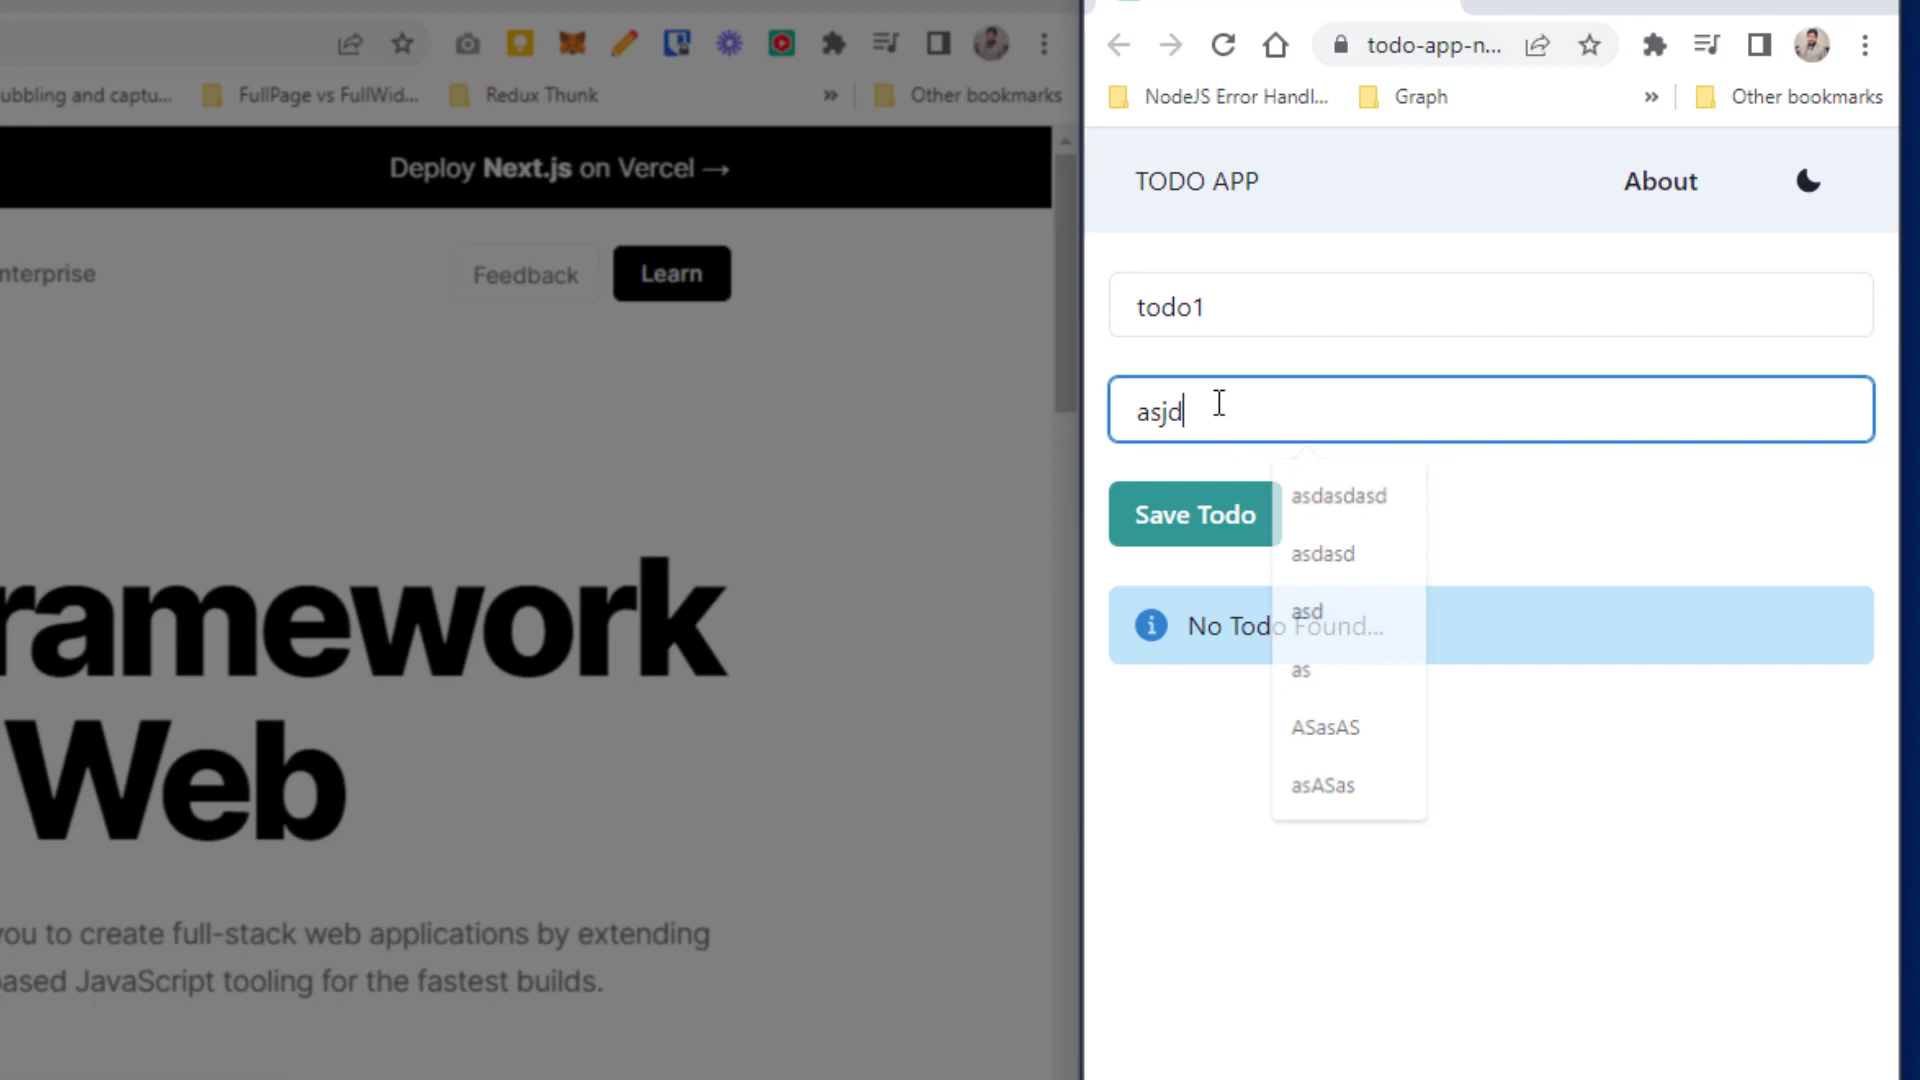 ubbling and captu...
FullPage vs FullWid...
Redux Thunk
»
Other bookmarks
Deploy Next.js on Vercel →
nterprise
Feedback
Learn
ramework
Web
you to create full-stack web applications by extending
based JavaScript tooling for the fastest builds.
todo-app-n...
NodeJS Error Handl...
Graph
»
Other bookmarks
TODO APP
About
todo1
asjd
Save Todo
No Todo Found...
asdasdasd
asdasd
asd
as
ASasAS
asASas